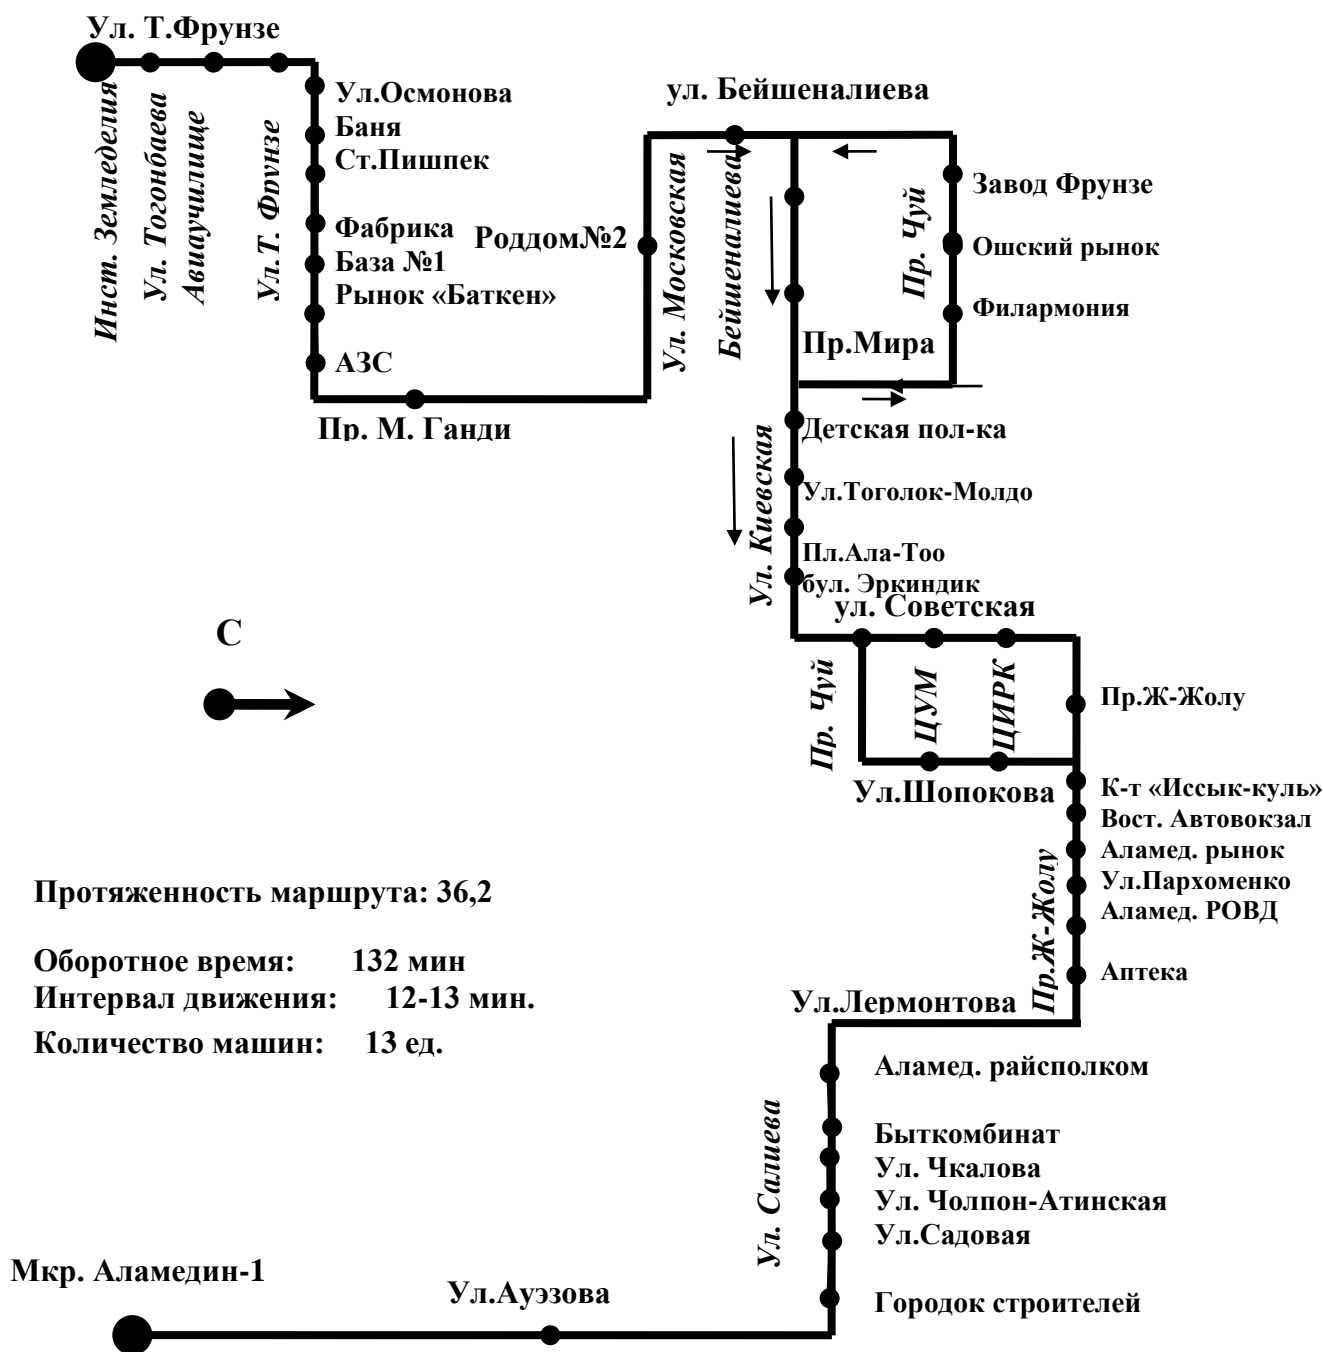 Ул. Т.Фрунзе
Инст. Земледелия
Ул. Тогонбаева
Авиаучилище
Ул.Т. Фрунзе
Ул.Осмонова
Баня
Ст.Пишпек
Фабрика
База №1
Рынок «Баткен»
АЗС
Пр. М. Ганди
Роддом№2
Ул. Московская
ул. Бейшеналиева
Бейшеналиева
Пр. Чуй
Завод Фрунзе
Ошский рынок
Филармония
Пр.Мира
Детская пол-ка
Ул.Тоголок-Молдо
Ул. Киевская
Пл.Ала-Тоо
бул. Эркиндик
ул. Советская
С
Пр. Чуй
ЦУМ
ЦИРК
Пр.Ж-Жолу
Ул.Шопокова
К-т «Иссык-куль»
Вост. Автовокзал
Аламед. рынок
Ул.Пархоменко
Аламед. РОВД
Аптека
Пр.Ж-Жолу
Протяженность маршрута: 36,2
Оборотное время: 132 мин
Интервал движения: 12-13 мин.
Количество машин: 13 ед.
Ул.Лермонтова
Аламед. райсполком
Быткомбинат
Ул. Чкалова
Ул. Чолпон-Атинская
Ул.Садовая
Городок строителей
Ул. Салиева
Мкр. Аламедин-1
Ул.Ауэзова